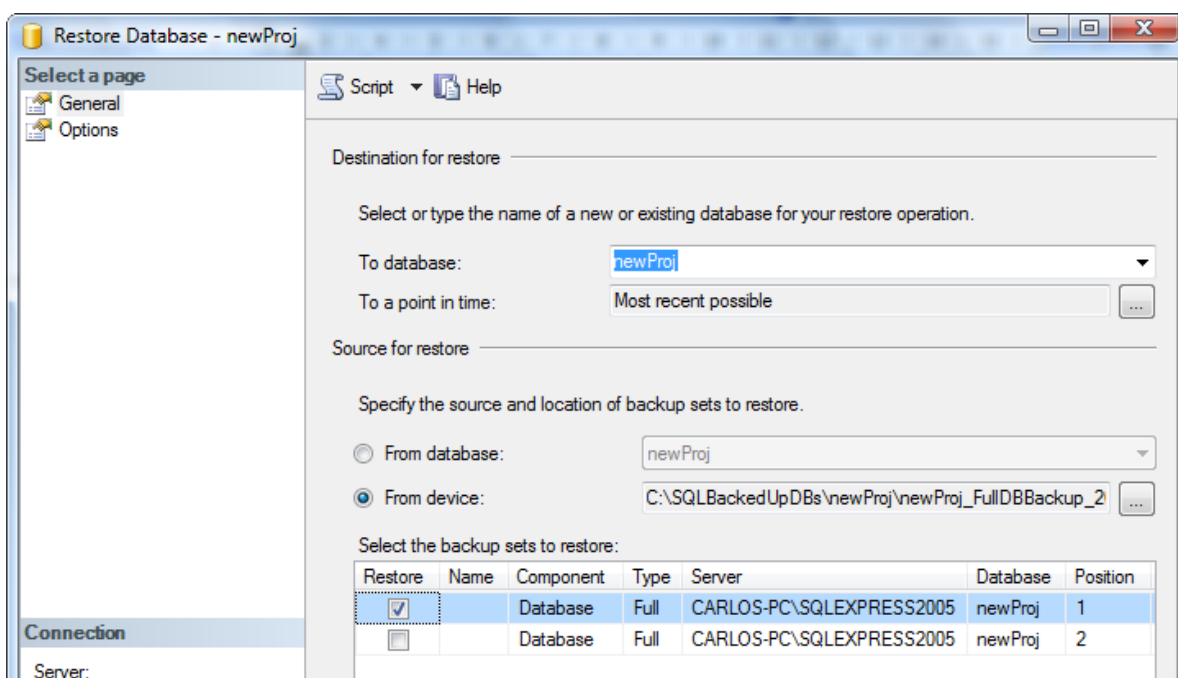 Restore Database - newProj
Select a page
General
Options
Script Help
Destination for restore
Select or type the name of a new or existing database for your restore operation.
To database: newProj
To a point in time: Most recent possible ...
Source for restore
Specify the source and location of backup sets to restore.
From database: newProj
From device: C:\SQLBackedUpDBs\newProj\newProj_FullDBBackup_2 ...
Select the backup sets to restore:
Restore Name Component Type Server Database Position
Database Full CARLOS-PC\SQLEXPRESS2005 newProj 1
Database Full CARLOS-PC\SQLEXPRESS2005 newProj 2
Connection
Server: